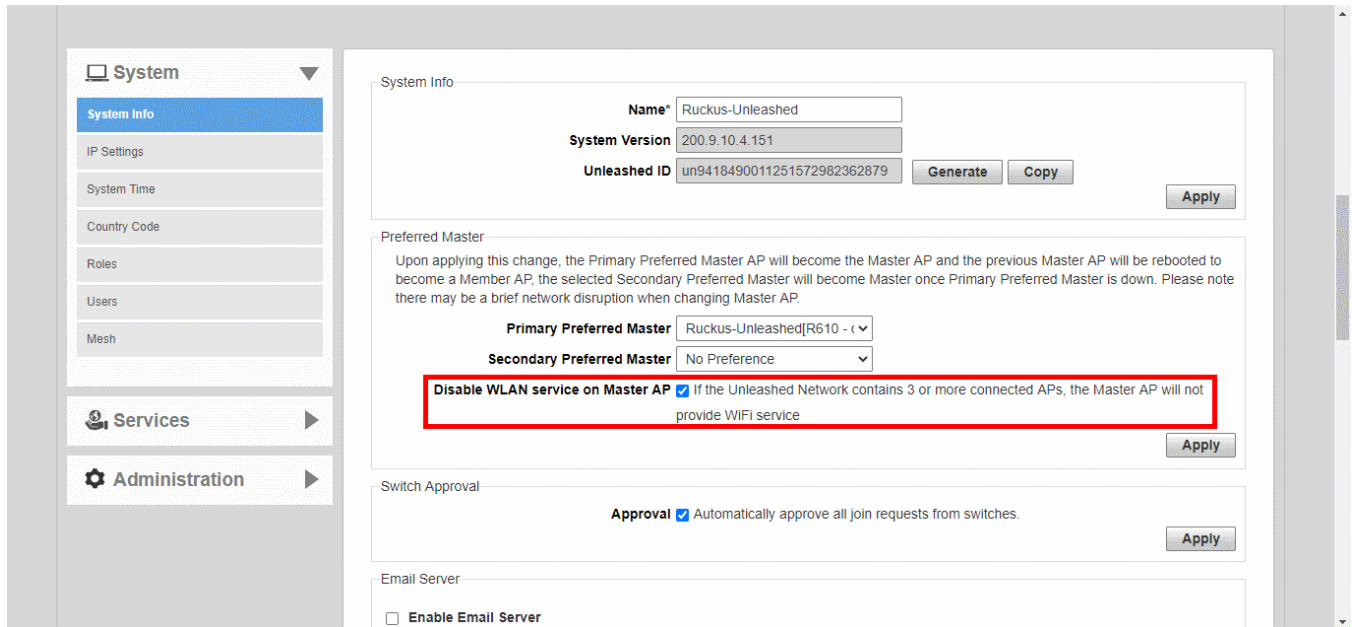 System
System Info
IP Settings
System Time
Country Code
Roles
Users
Mesh
Services
Administration
System Info
Name* Ruckus-Unleashed
System Version 200.9.10.4.151
Unleashed ID un9418490011251572982362879 Generate Copy
Apply
Preferred Master
Upon applying this change, the Primary Preferred Master AP will become the Master AP and the previous Master AP will be rebooted to
become a Member AP, the selected Secondary Preferred Master will become Master once Primary Preferred Master is down. Please note
there may be a brief network disruption when changing Master AP.
Primary Preferred Master Ruckus-Unleashed[R610 -
Secondary Preferred Master No Preference
Disable WLAN service on Master AP If the Unleashed Network contains 3 or more connected APs, the Master AP will not
provide WiFi service
Apply
Switch Approval
Approval Automatically approve all join requests from switches.
Apply
Email Server
Enable Email Server